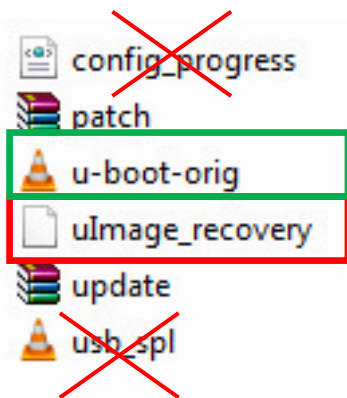 config_progress
patch
u-boot-orig
uImage_recovery
update
usb_spl